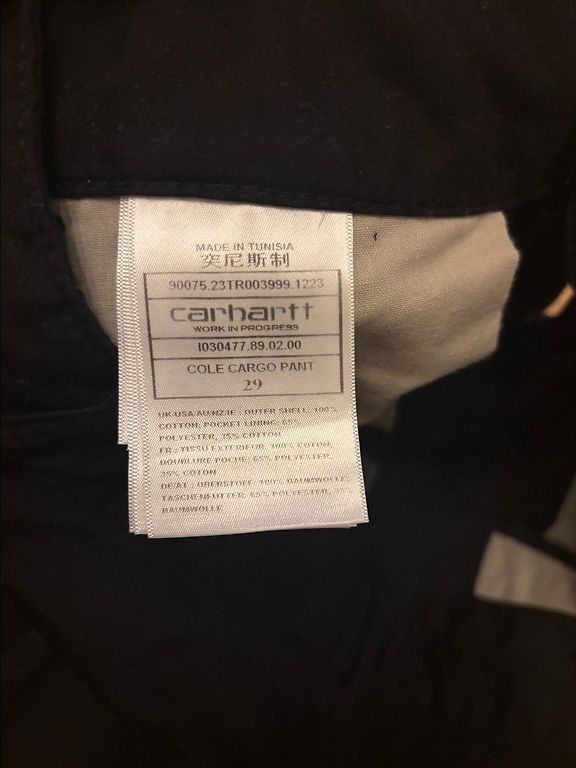 MADE IN TUNISIA
突尼斯制
90075.23TR003999.1223
carhartt
WORK IN PROGRESS
I030477.89.02.00
COLE CARGO PANT
29
UK-USA/AU/NZ/IE : OUTER SHELL, 100%
COTTON; POCKET LINING: 65%
POLYESTER, 35% COTTON
FR : TISSU EXTERIEUR, 100% COTON;
DOUBLURE POCHE: 65% POLYESTER,
35% COTON
DE/AT : OBERSTOFF: 100% BAUMWOLLE;
TASCHENFUTTER, 65% POLYESTER, 35%
BAUMWOLLE